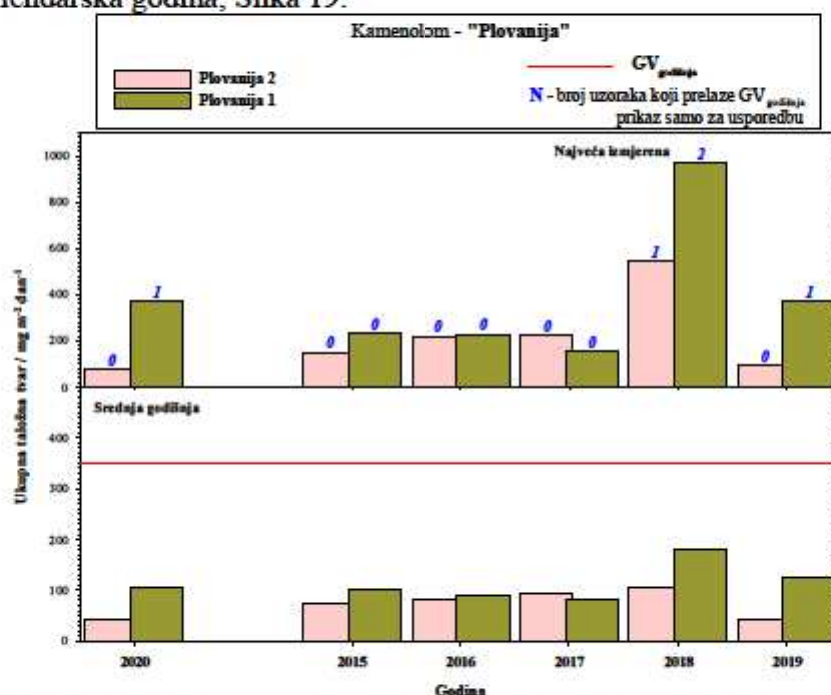 kalendarska godina, Slika 19.
Kamenolom - "Plovanija"
Plovanija 2
Plovanija 1
GV godišnja
N - broj uzoraka koji prelaze GV godišnja
prikaz samo za usporedbu
Ukupna taložna tvar / mg m⁻² dan⁻¹
Najveća izmjerena
1000
800
600
400
200
0
0
1
0
0
0
0
0
0
1
2
0
1
Srednja godišnja
400
300
200
100
0
2020
2015
2016
2017
2018
2019
Godina